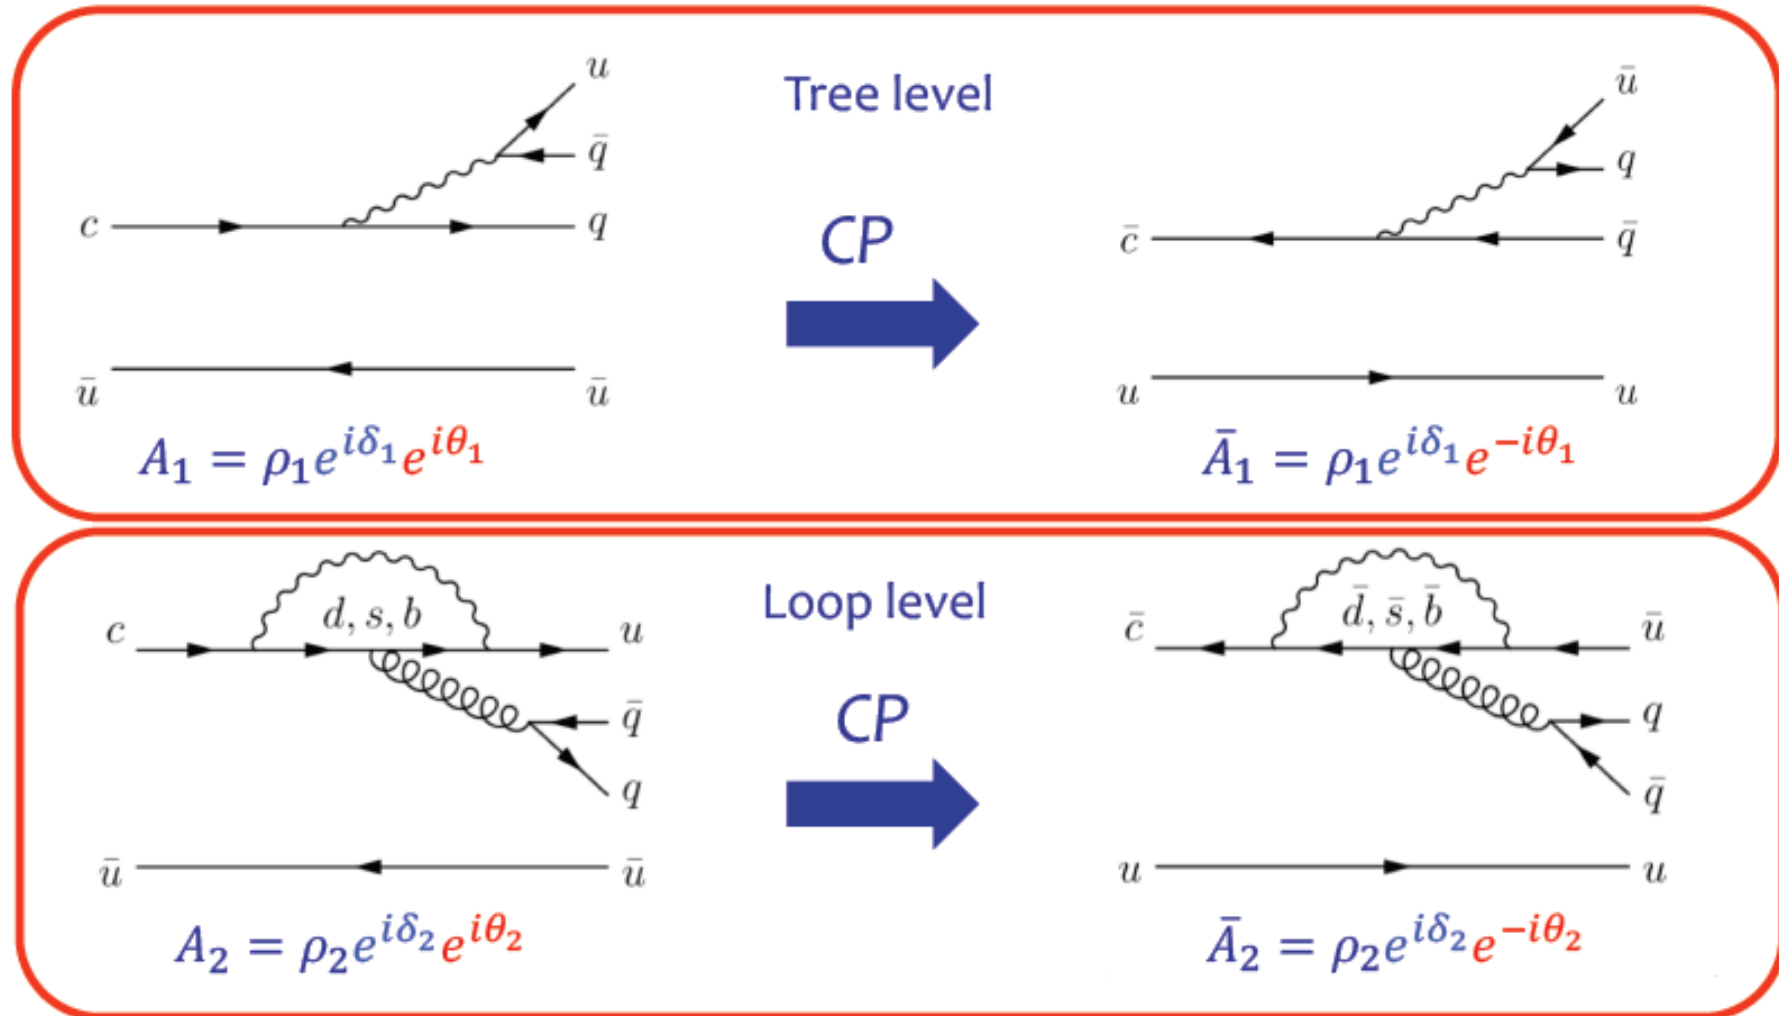 Tree level
c
u
q̄
q
ū
ū
A₁ = ρ₁e^{iδ₁}e^{iθ₁}
CP
c̄
ū
q
q̄
u
u
Ā₁ = ρ₁e^{iδ₁}e^{-iθ₁}
Loop level
c
d, s, b
u
q̄
q
ū
ū
A₂ = ρ₂e^{iδ₂}e^{iθ₂}
CP
c̄
d̄, s̄, b̄
ū
q
q̄
u
u
Ā₂ = ρ₂e^{iδ₂}e^{-iθ₂}